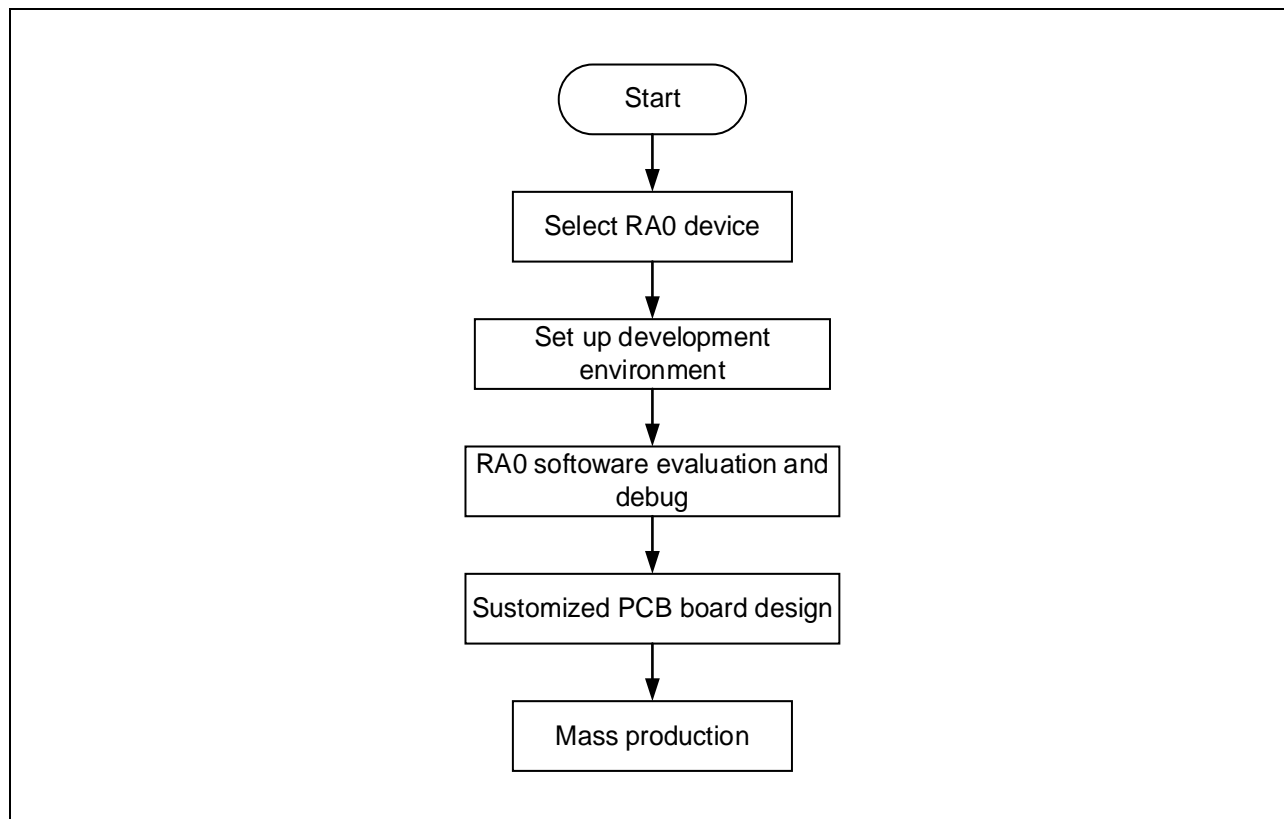 Start
Select RA0 device
Set up development
environment
RA0 softoware evaluation and
debug
Sustomized PCB board design
Mass production